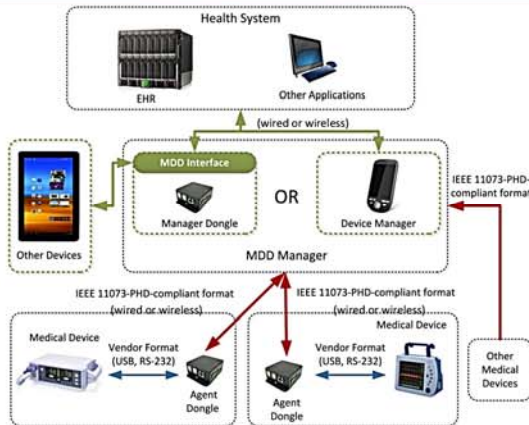 Health System
EHR
Other
Applications
(wired or wireless)
MDD Interface
Manager
Dongle
OR
Device Manager
Other Devices
MDD Manager
IEEE 11073-PHD-
compliant format
IEEE 11073-PHD-compliant format
(wired or wireless)
IEEE 11073-PHD-compliant format
(wired or wireless)
Medical Device
Vendor Format
(USB, RS-232)
Agent
Dongle
Medical Device
Vendor Format
(USB, RS-232)
Agent
Dongle
Other
Medical
Devices